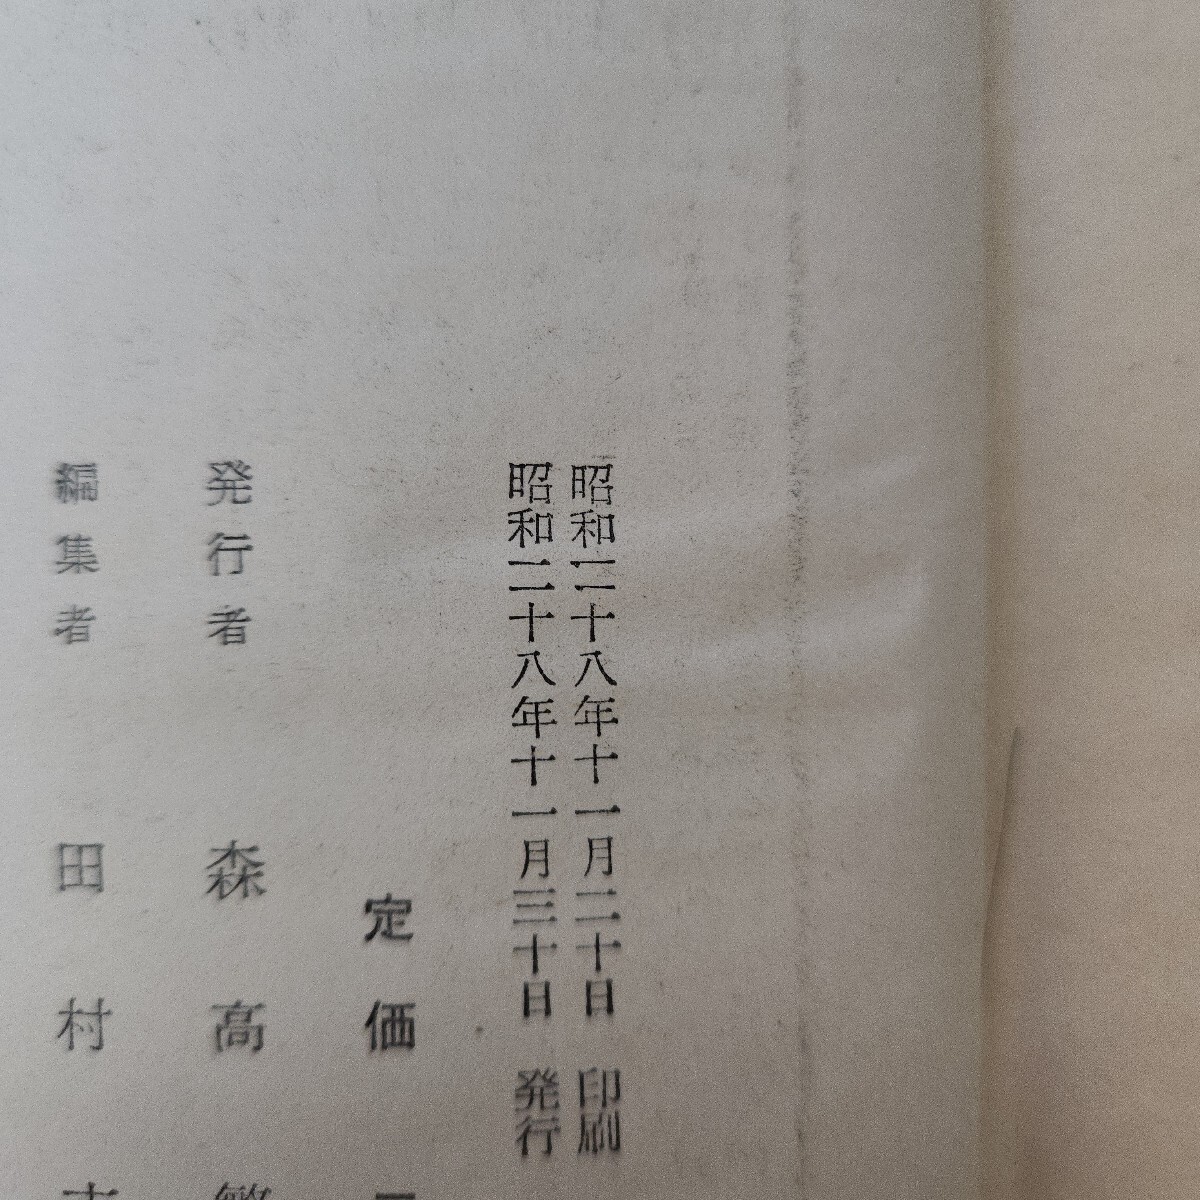 昭和二十八年十一月二十日 印刷
昭和二十八年十一月三十日 発行
定価
発行者 森高
編集者 田村